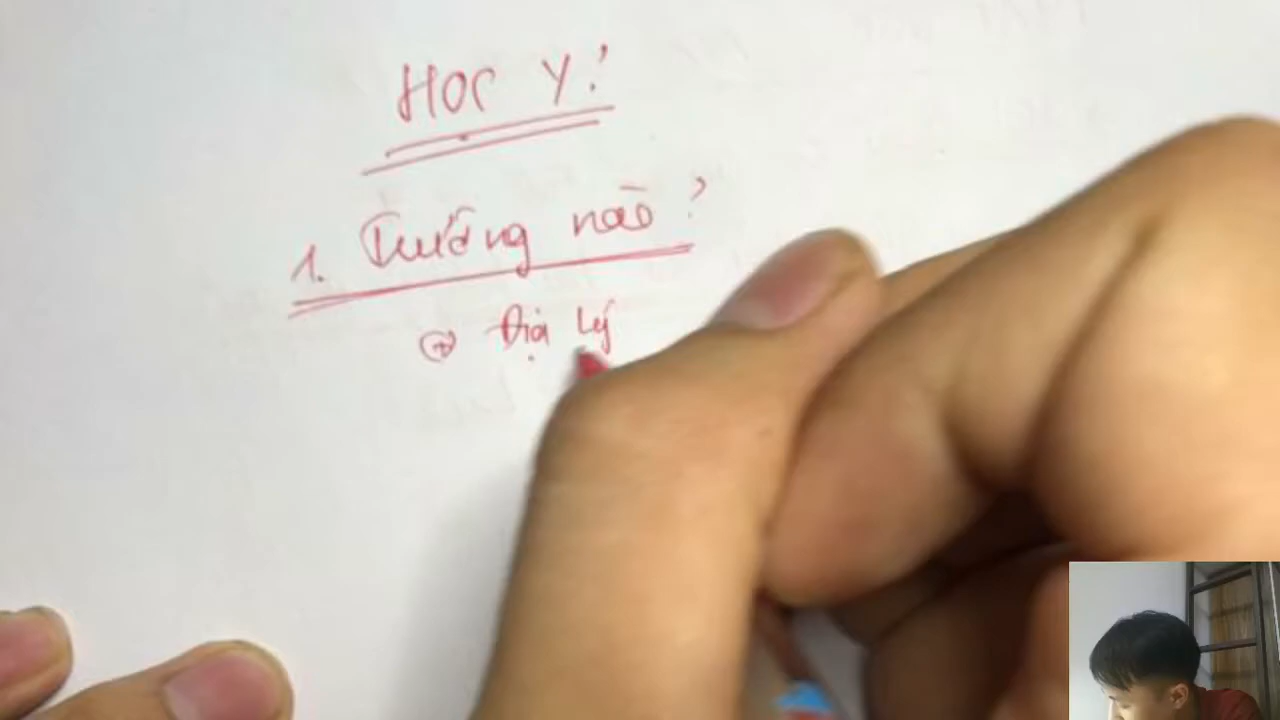 Học Y?
1. Trường nào?
+ Địa lý